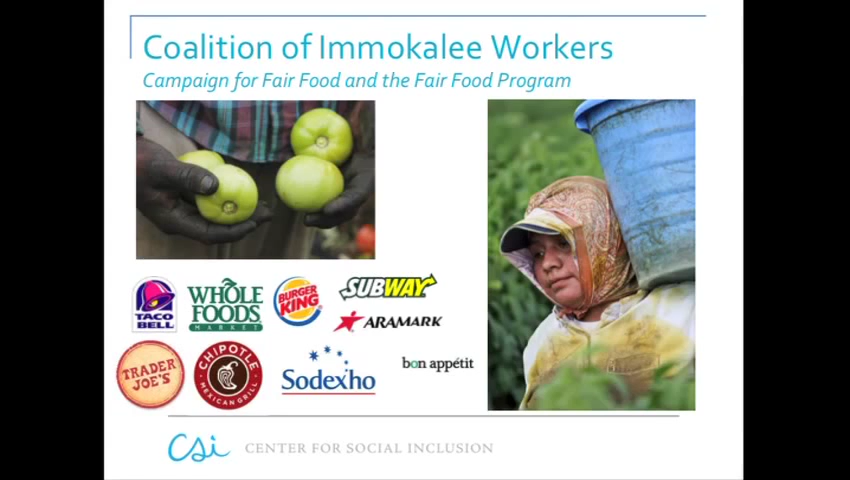 Coalition of Immokalee Workers
Campaign for Fair Food and the Fair Food Program
TACO
BELL
WHOLE
FOODS
MARKET
BURGER
KING
SUBWAY
ARAMARK
TRADER
JOE'S
CHIPOTLE
MEXICAN GRILL
Sodexho
bon appétit
csi CENTER FOR SOCIAL INCLUSION